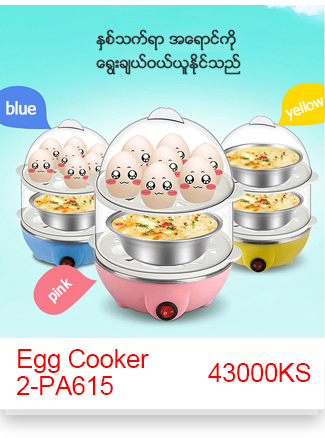 နှစ်သက်ရာ အရောင်ကို
ရွေးချယ်ဝယ်ယူနိုင်သည်
blue
yellow
pink
Egg Cooker
2-PA615
43000KS